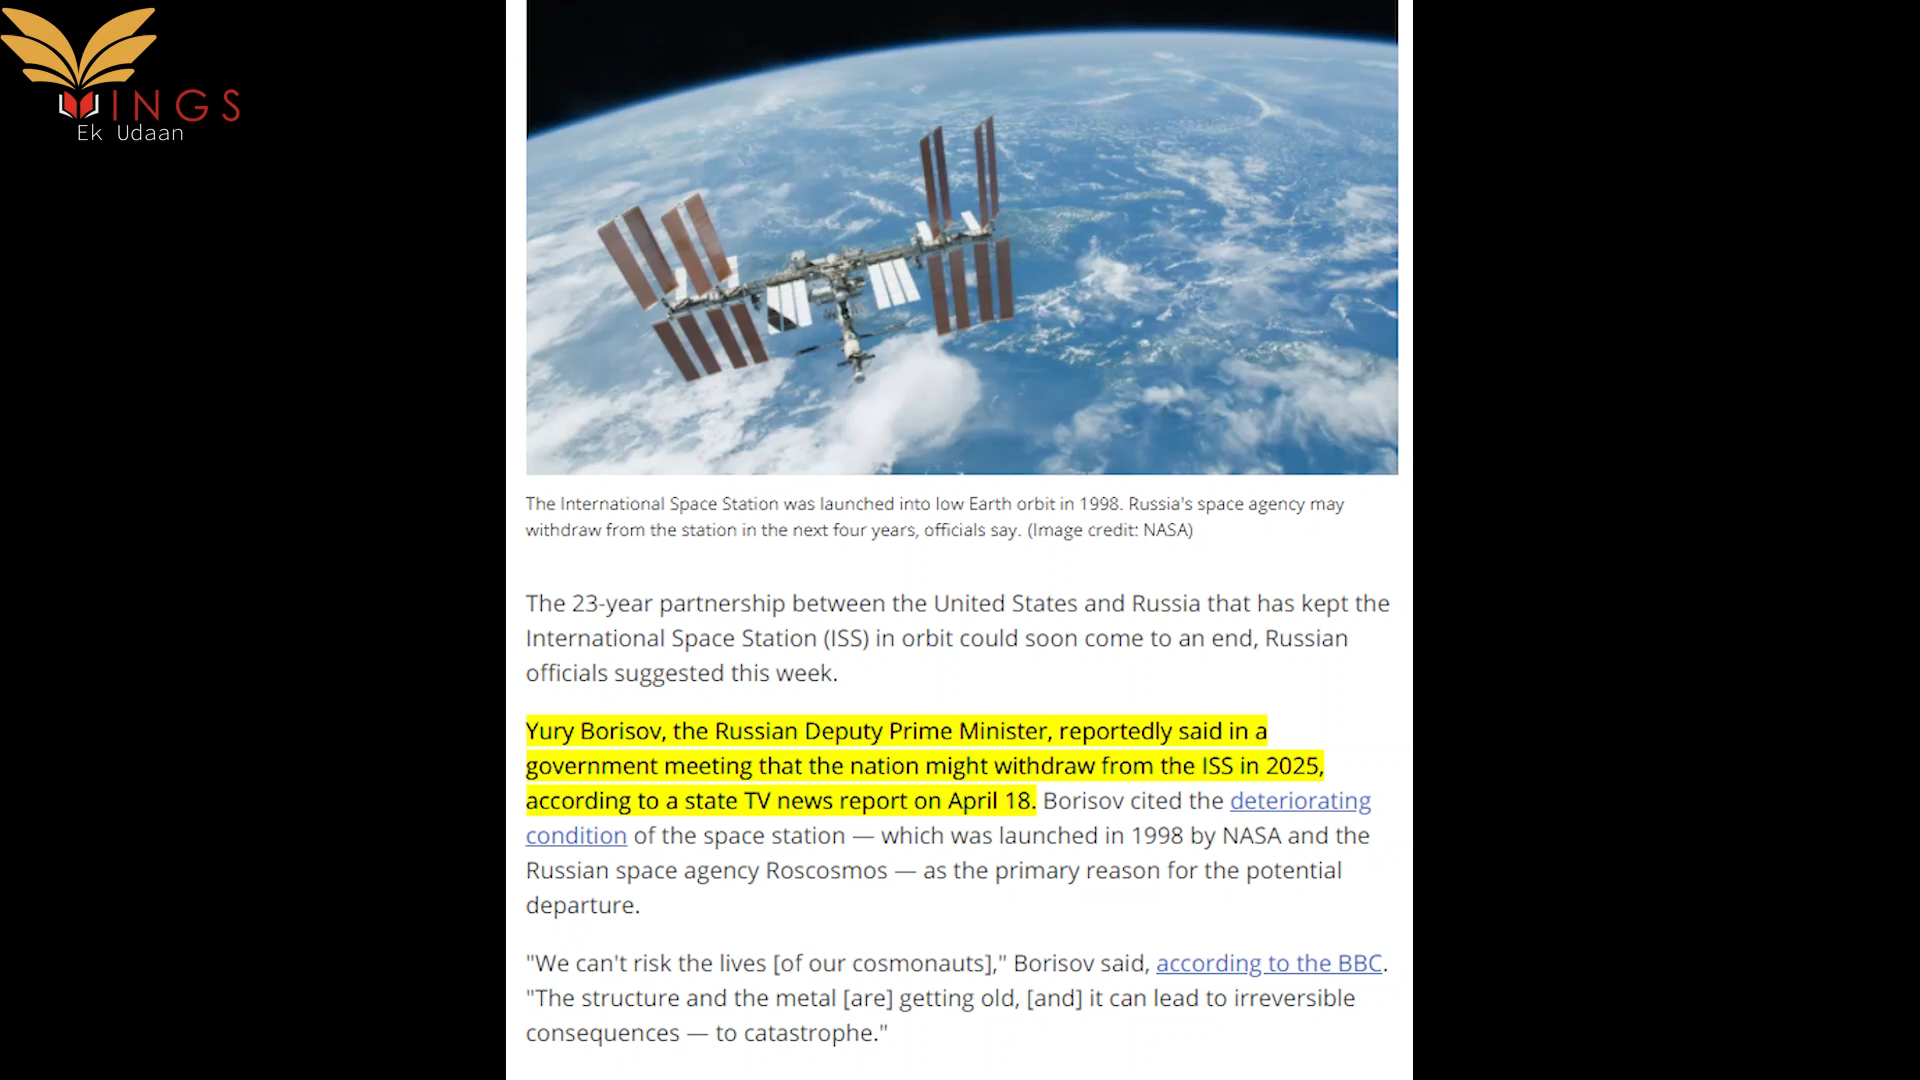 WINGS
Ek Udaan
The International Space Station was launched into low Earth orbit in 1998. Russia's space agency may
withdraw from the station in the next four years, officials say. (Image credit: NASA)
The 23-year partnership between the United States and Russia that has kept the
International Space Station (ISS) in orbit could soon come to an end, Russian
officials suggested this week.
Yury Borisov, the Russian Deputy Prime Minister, reportedly said in a
government meeting that the nation might withdraw from the ISS in 2025,
according to a state TV news report on April 18. Borisov cited the deteriorating
condition of the space station — which was launched in 1998 by NASA and the
Russian space agency Roscosmos — as the primary reason for the potential
departure.
"We can't risk the lives [of our cosmonauts]," Borisov said, according to the BBC.
"The structure and the metal [are] getting old, [and] it can lead to irreversible
consequences — to catastrophe."